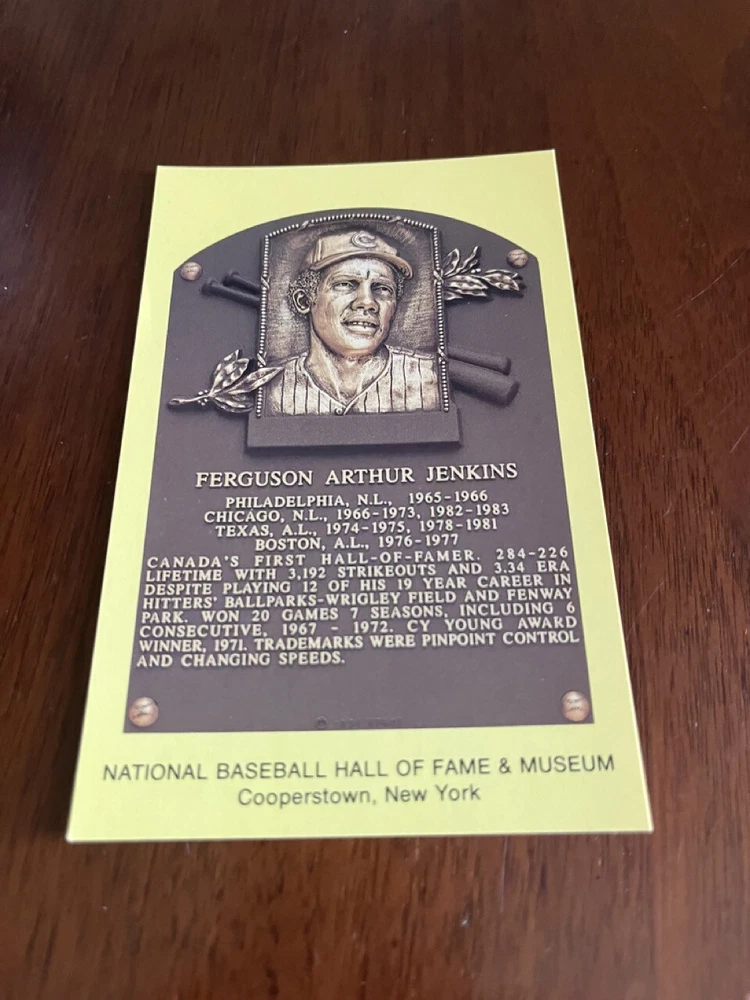 C
FERGUSON ARTHUR JENKINS
PHILADELPHIA, N.L., 1965-1966
CHICAGO, N.L., 1966-1973, 1982-1983
TEXAS, A.L., 1974-1975, 1978-1981
BOSTON, A.L., 1976-1977
CANADA'S FIRST HALL-OF-FAMER. 284-226
LIFETIME WITH 3,192 STRIKEOUTS AND 3.34 ERA
DESPITE PLAYING 12 OF HIS 19 YEAR CAREER IN
HITTERS' BALLPARKS-WRIGLEY FIELD AND FENWAY
PARK. WON 20 GAMES 7 SEASONS, INCLUDING 6
CONSECUTIVE, 1967 - 1972. CY YOUNG AWARD
WINNER, 1971. TRADEMARKS WERE PINPOINT CONTROL
AND CHANGING SPEEDS.
NATIONAL BASEBALL HALL OF FAME & MUSEUM
Cooperstown, New York